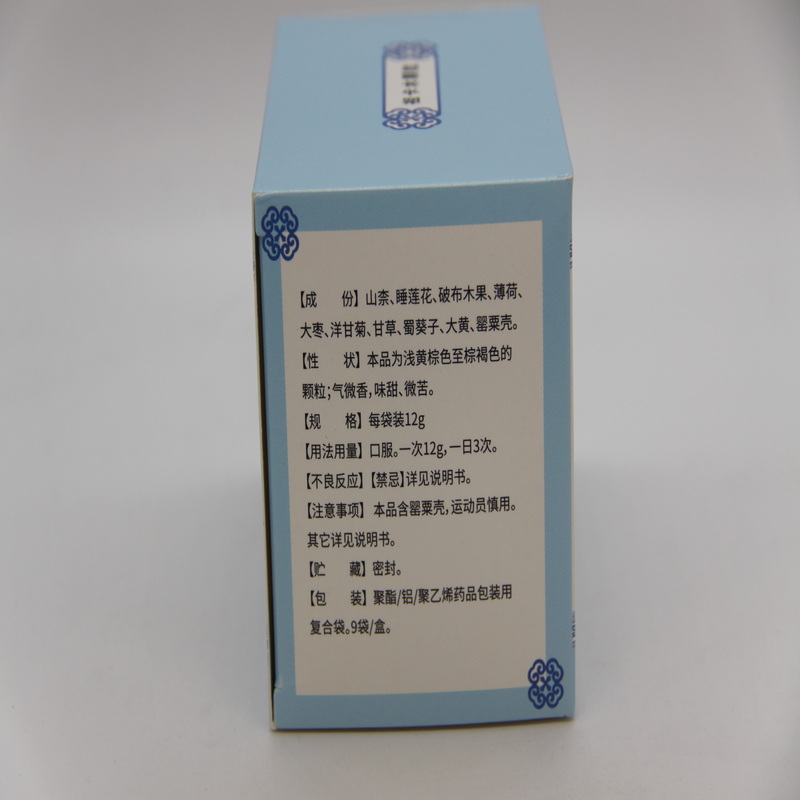 【成 份】山柰、睡莲花、破布木果、薄荷、
大枣、洋甘菊、甘草、蜀葵子、大黄、罂粟壳。
【性 状】本品为浅黄棕色至棕褐色的
颗粒；气微香，味甜、微苦。
【规 格】每袋装12g
【用法用量】口服。一次12g，一日3次。
【不良反应】【禁忌】详见说明书。
【注意事项】本品含罂粟壳，运动员慎用。
其它详见说明书。
【贮 藏】密封。
【包 装】聚酯/铝/聚乙烯药品包装用
复合袋。9袋/盒。